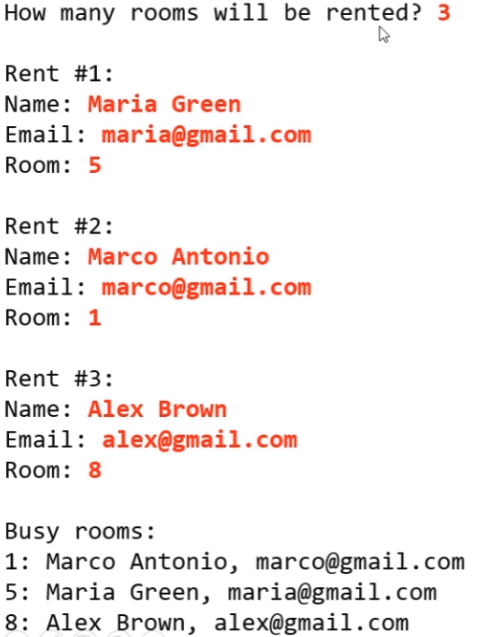 How many rooms will be rented? 3
Rent #1:
Name: Maria Green
Email: maria@gmail.com
Room: 5
Rent #2:
Name: Marco Antonio
Email: marco@gmail.com
Room: 1
Rent #3:
Name: Alex Brown
Email: alex@gmail.com
Room: 8
Busy rooms:
1: Marco Antonio, marco@gmail.com
5: Maria Green, maria@gmail.com
8: Alex Brown, alex@gmail.com